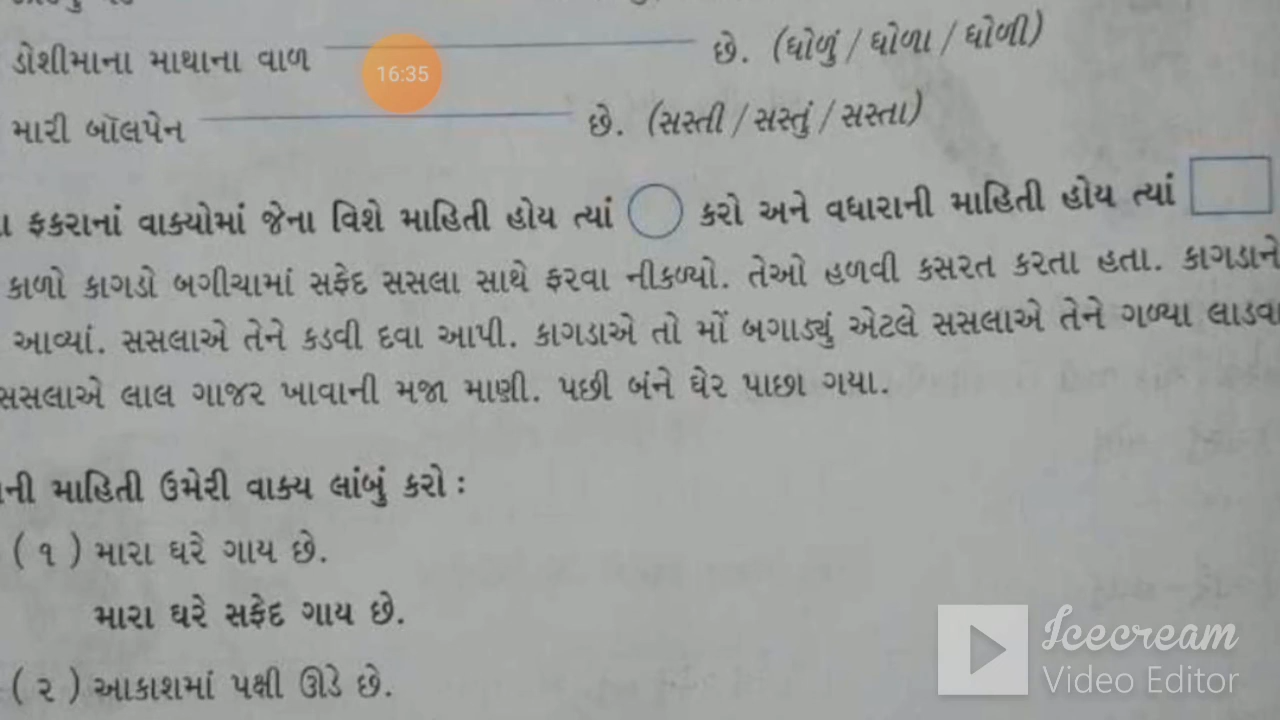 ડોશીમાના માથાના વાળ ____ છે. (ધોળું / ધોળા / ધોળી)
16:35
મારી બૉલપેન ____ છે. (સસ્તી / સસ્તું / સસ્તા)
ફકરાનાં વાક્યોમાં જેના વિશે માહિતી હોય ત્યાં ◯ કરો અને વધારાની માહિતી હોય ત્યાં
કાળો કાગડો બગીચામાં સફેદ સસલા સાથે ફરવા નીકળ્યો. તેઓ હળવી કસરત કરતા હતા. કાગડાને
આવ્યાં. સસલાએ તેને કડવી દવા આપી. કાગડાએ તો મોં બગાડ્યું એટલે સસલાએ તેને ગળ્યા લાડવા
સસલાએ લાલ ગાજર ખાવાની મજા માણી. પછી બંને ઘેર પાછા ગયા.
ની માહિતી ઉમેરી વાક્ય લાંબું કરો :
(૧) મારા ઘરે ગાય છે.
મારા ઘરે સફેદ ગાય છે.
(૨) આકાશમાં પક્ષી ઊડે છે.
Icecream
Video Editor